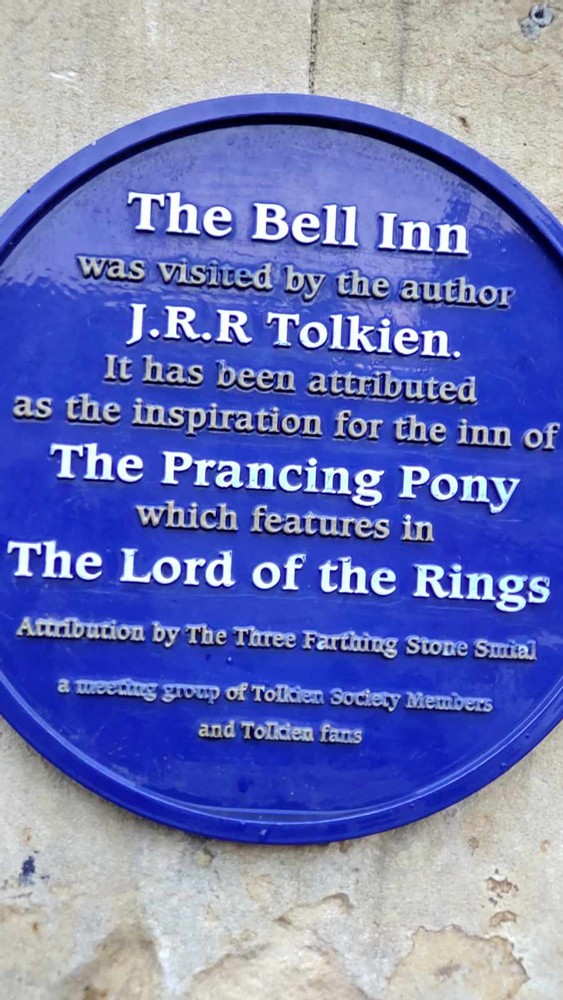 The Bell Inn
was visited by the author
J.R.R Tolkien.
It has been attributed
as the inspiration for the inn of
The Prancing Pony
which features in
The Lord of the Rings
Attribution by The Three Farthing Stone Smial
a meeting group of Tolkien Society Members
and Tolkien fans